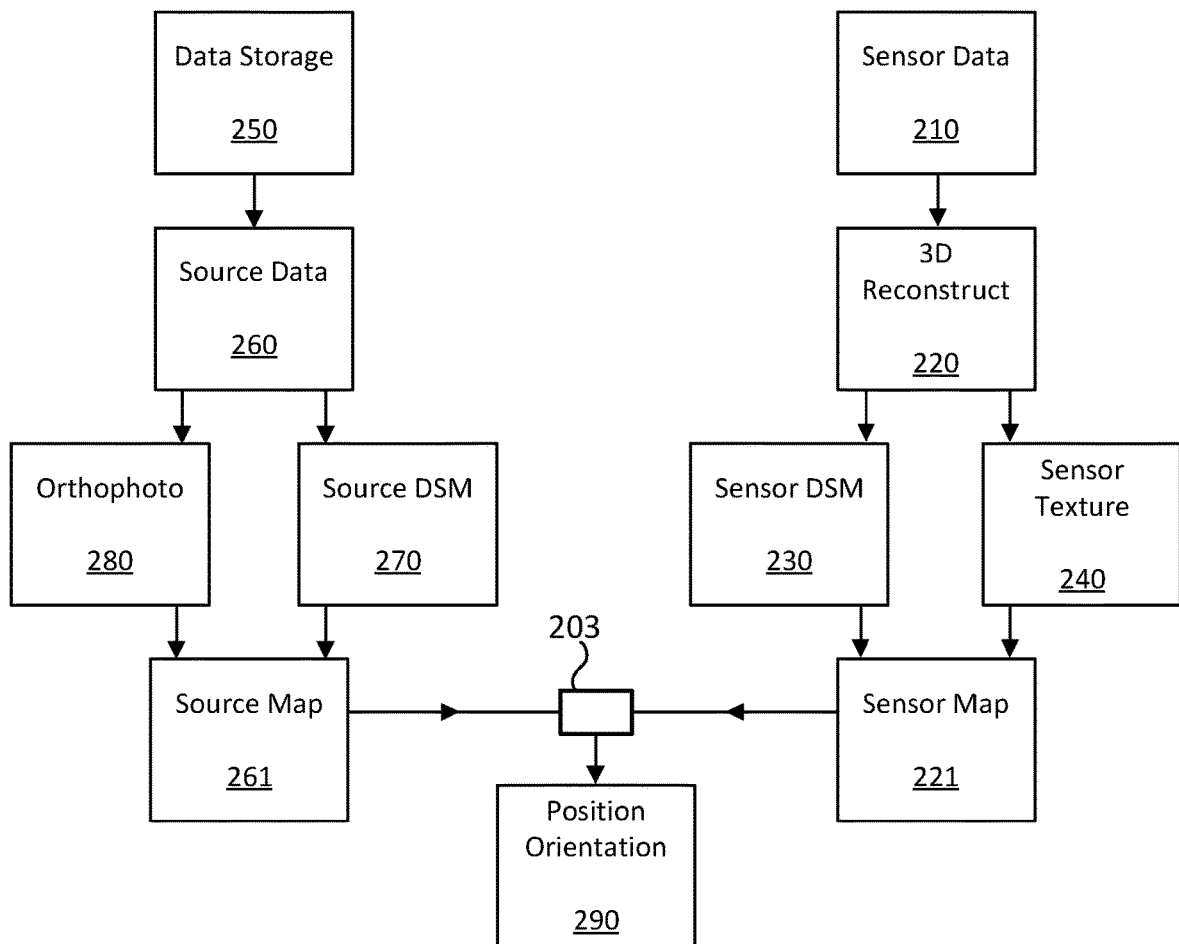 Data Storage
250
Sensor Data
210
Source Data
260
3D
Reconstruct
220
Orthophoto
280
Source DSM
270
Sensor DSM
230
Sensor
Texture
240
203
Source Map
261
Sensor Map
221
Position
Orientation
290